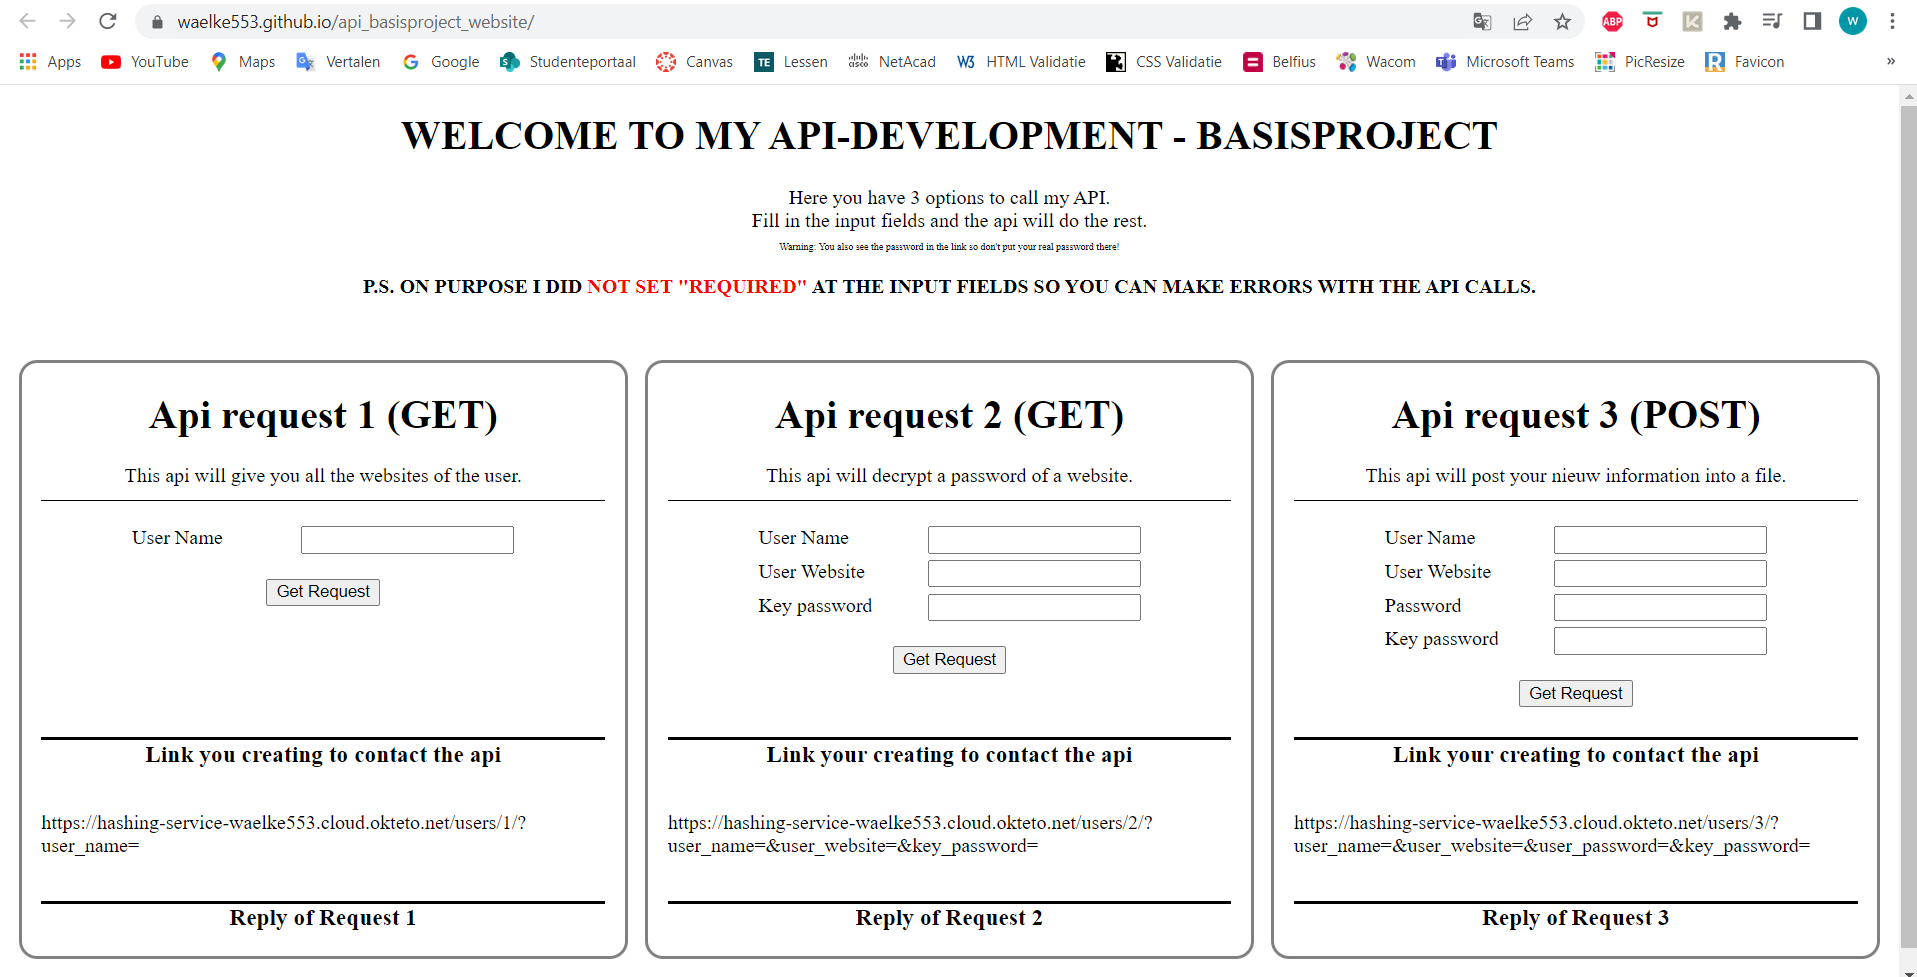 waelke553.github.io/api_basisproject_website/
ABP
W
Apps YouTube Maps Vertalen Google Studenteportaal Canvas TE Lessen cisco NetAcad W3 HTML Validatie CSS Validatie Belfius Wacom Microsoft Teams PicResize R Favicon »
WELCOME TO MY API-DEVELOPMENT - BASISPROJECT
Here you have 3 options to call my API.
Fill in the input fields and the api will do the rest.
Warning: You also see the password in the link so don't put your real password there!
P.S. ON PURPOSE I DID NOT SET "REQUIRED" AT THE INPUT FIELDS SO YOU CAN MAKE ERRORS WITH THE API CALLS.
Api request 1 (GET)
This api will give you all the websites of the user.
User Name
Get Request
Link you creating to contact the api
https://hashing-service-waelke553.cloud.okteto.net/users/1/?
user_name=
Reply of Request 1
Api request 2 (GET)
This api will decrypt a password of a website.
User Name
User Website
Key password
Get Request
Link your creating to contact the api
https://hashing-service-waelke553.cloud.okteto.net/users/2/?
user_name=&user_website=&key_password=
Reply of Request 2
Api request 3 (POST)
This api will post your nieuw information into a file.
User Name
User Website
Password
Key password
Get Request
Link your creating to contact the api
https://hashing-service-waelke553.cloud.okteto.net/users/3/?
user_name=&user_website=&user_password=&key_password=
Reply of Request 3